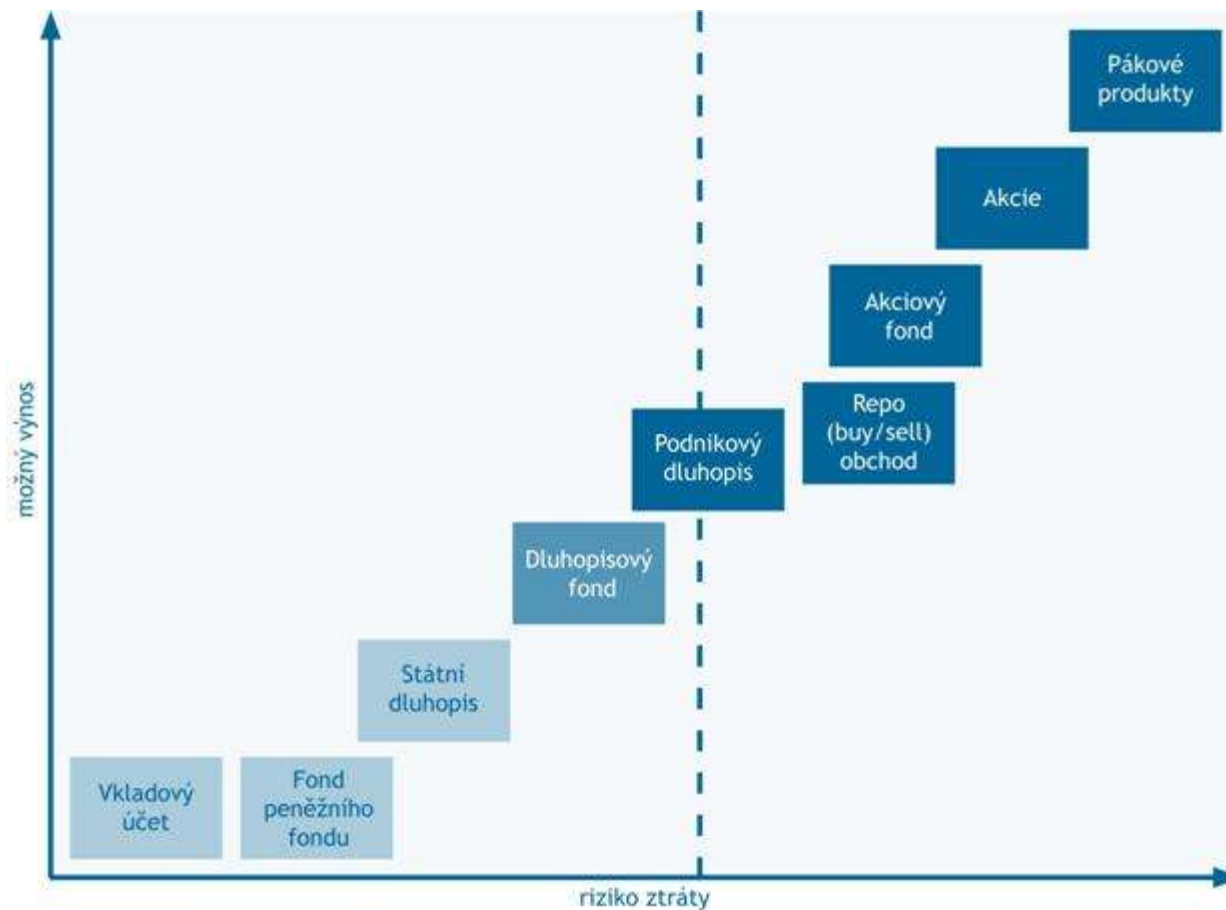 Pákové
produkty
Akcie
Akciový
fond
Repo
(buy/sell)
obchod
Podnikový
dluhopis
Dluhopisový
fond
Státní
dluhopis
Vkladový
účet
Fond
peněžního
fondu
možný výnos
riziko ztráty